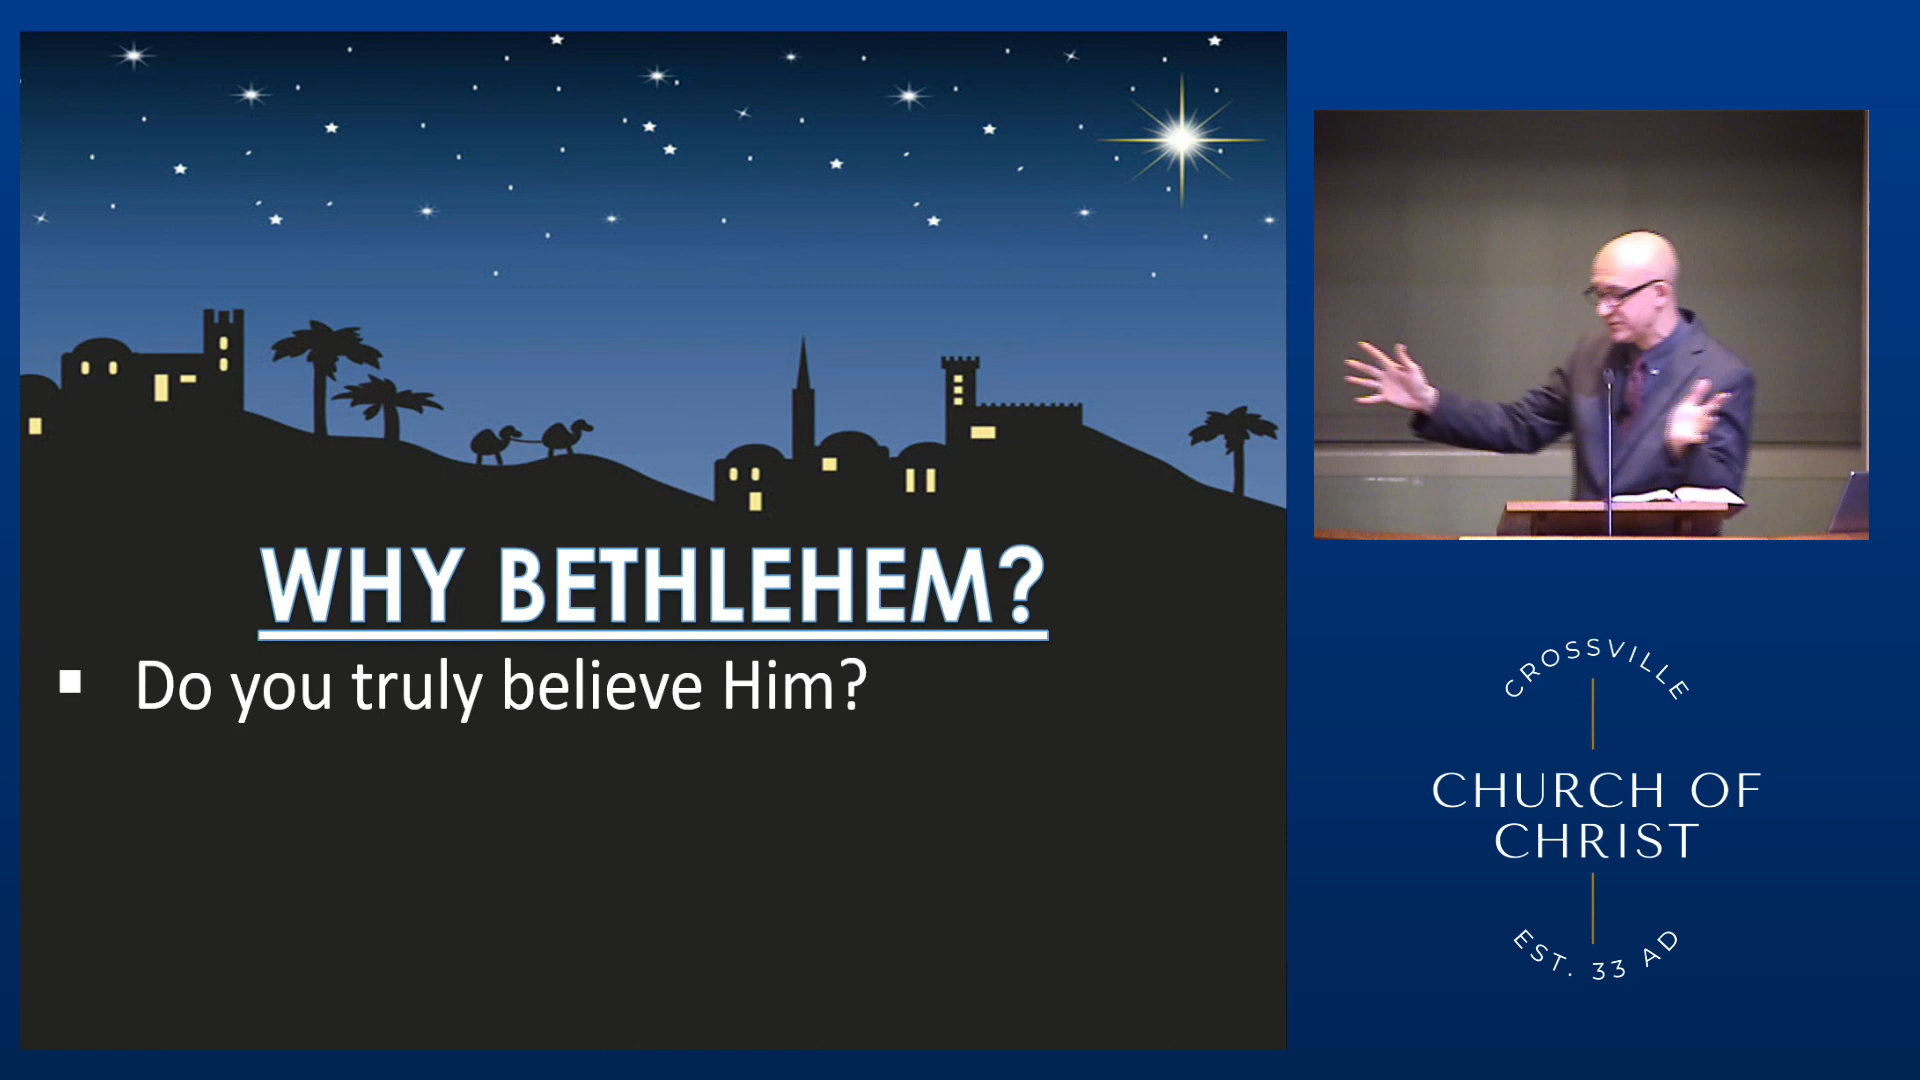 WHY BETHLEHEM?
▪ Do you truly believe Him?
CROSSVILLE
CHURCH OF
CHRIST
EST. 33 AD